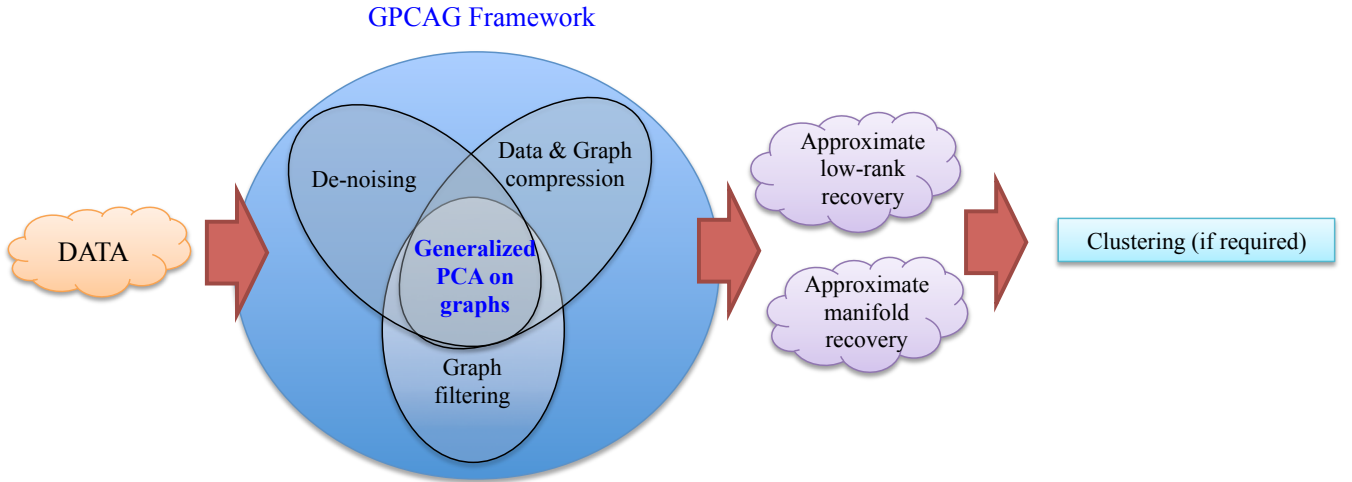 GPCAG Framework
DATA
De-noising
Data & Graph
compression
Generalized
PCA on
graphs
Graph
filtering
Approximate
low-rank
recovery
Approximate
manifold
recovery
Clustering (if required)